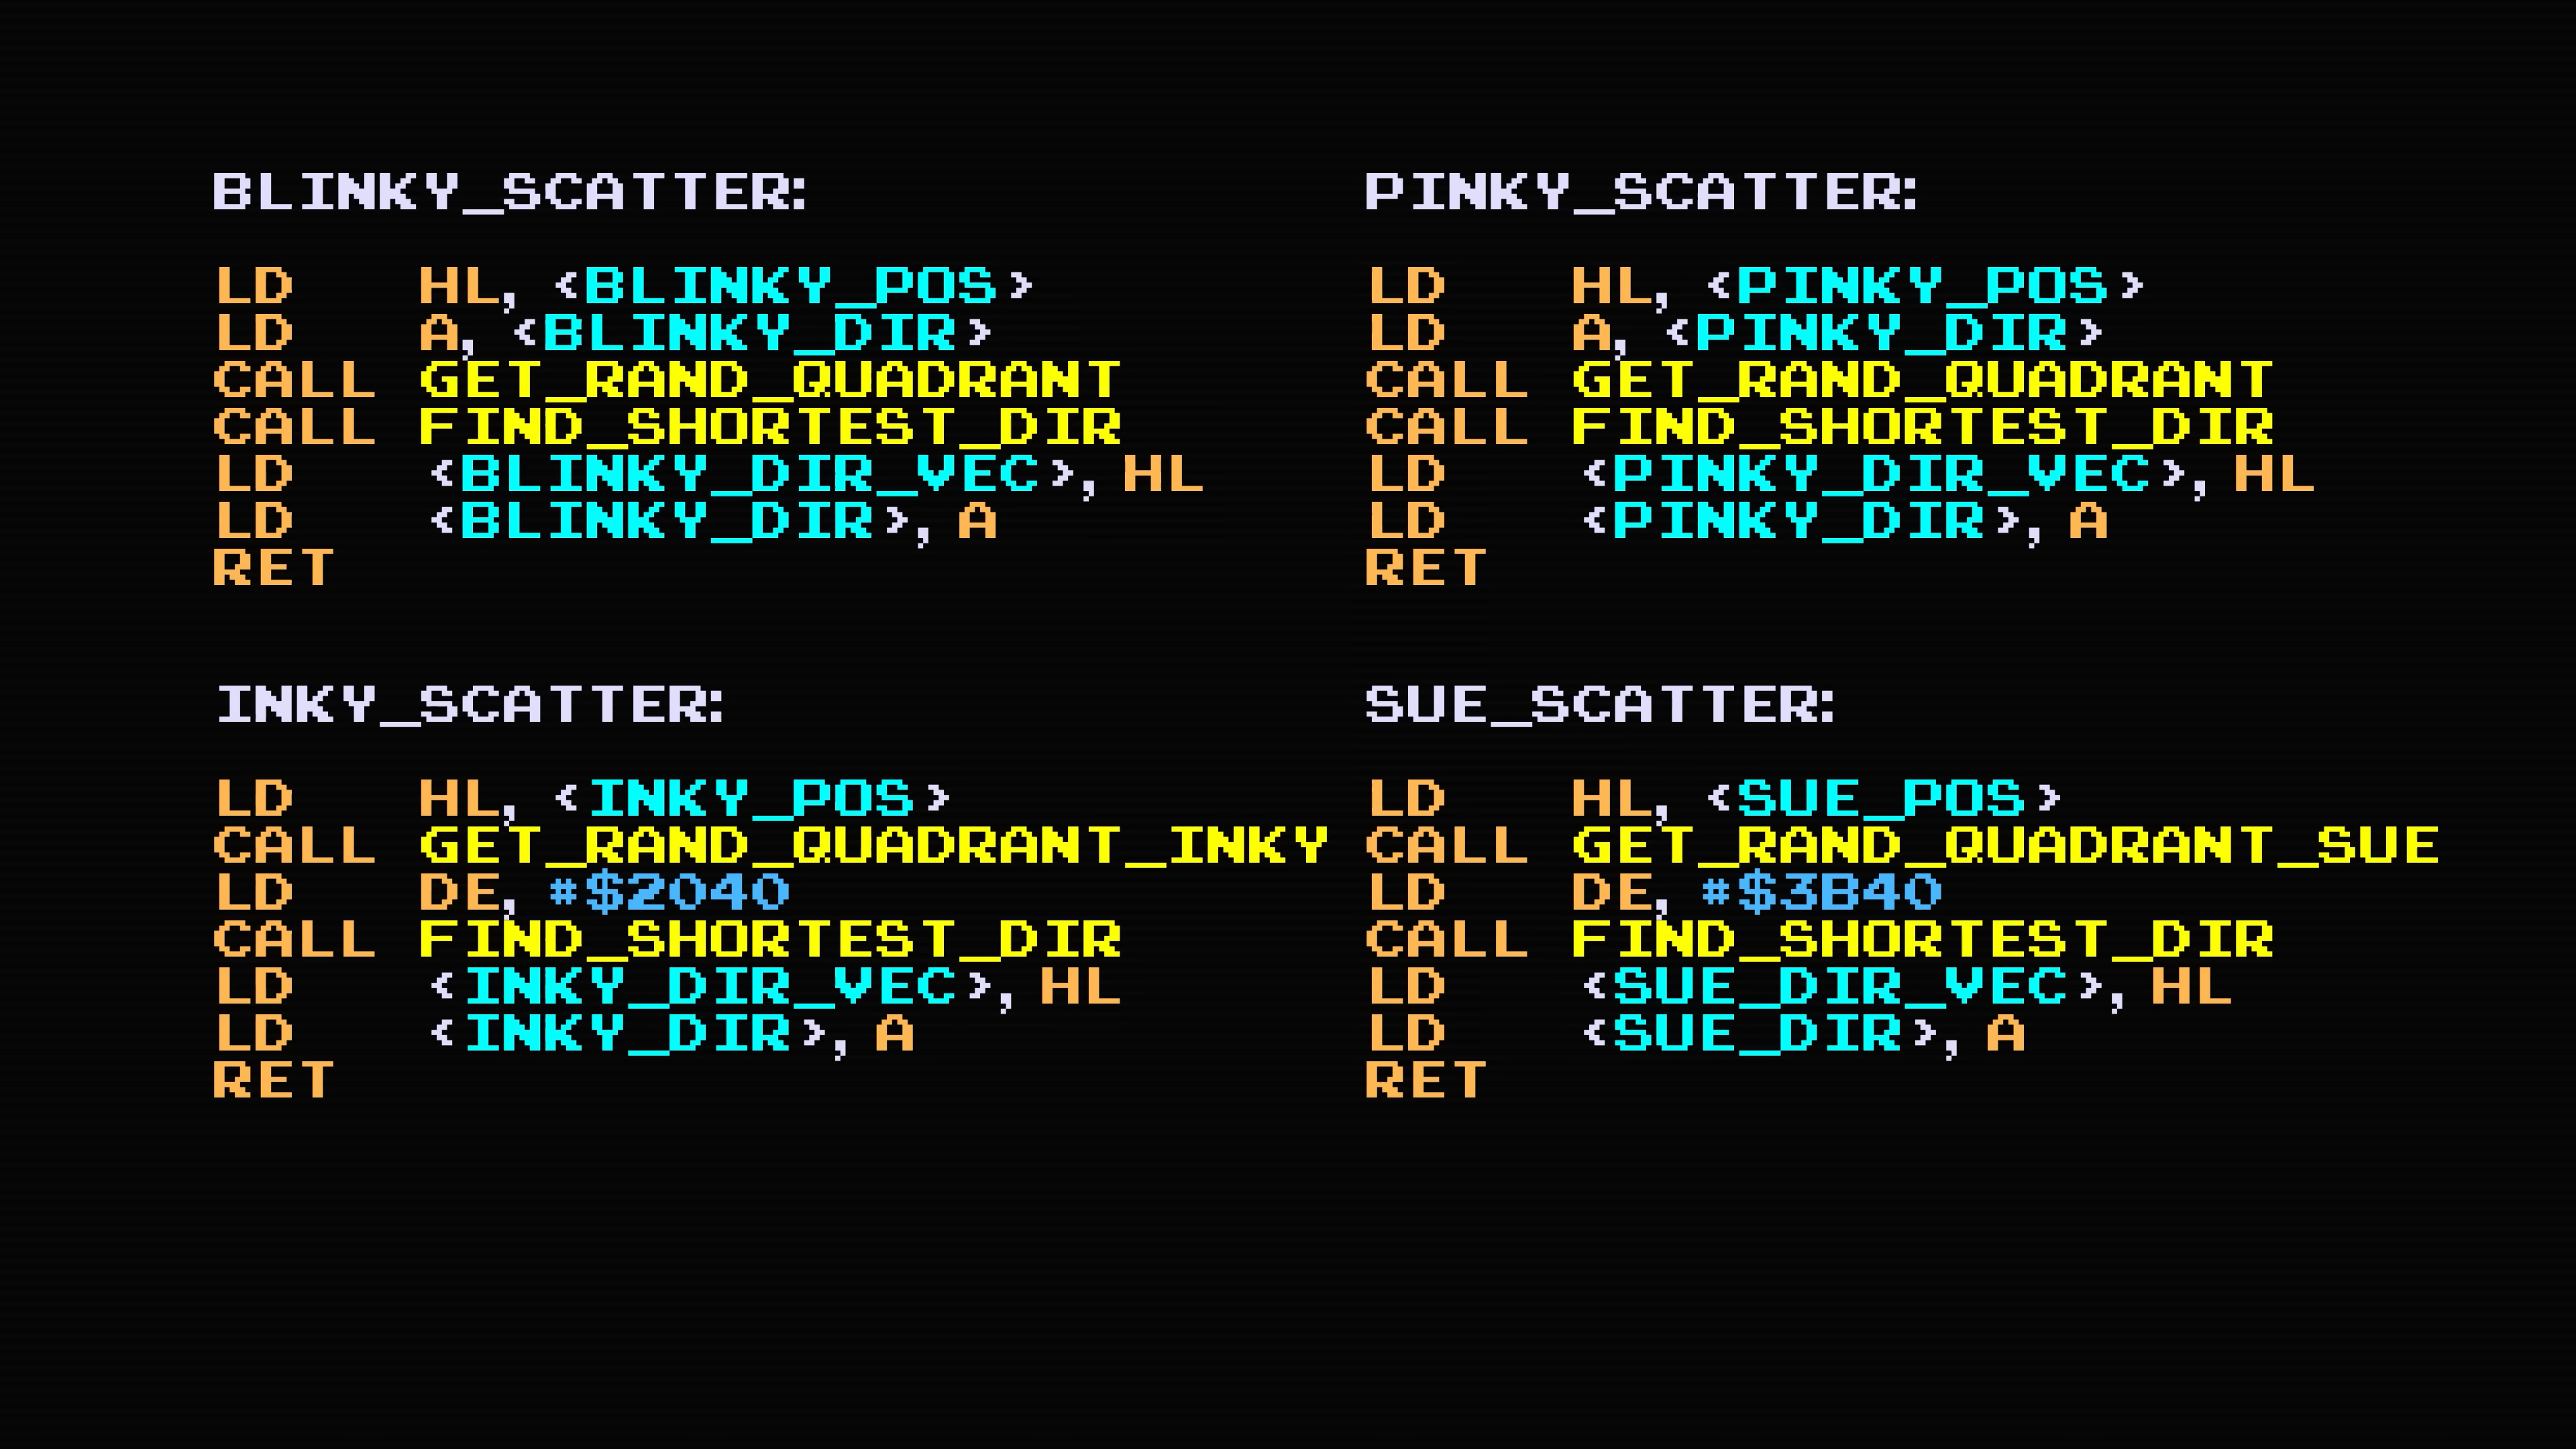 BLINKY_SCATTER:
LD HL, <BLINKY_POS>
LD A, <BLINKY_DIR>
CALL GET_RAND_QUADRANT
CALL FIND_SHORTEST_DIR
LD <BLINKY_DIR_VEC>, HL
LD <BLINKY_DIR>, A
RET
PINKY_SCATTER:
LD HL, <PINKY_POS>
LD A, <PINKY_DIR>
CALL GET_RAND_QUADRANT
CALL FIND_SHORTEST_DIR
LD <PINKY_DIR_VEC>, HL
LD <PINKY_DIR>, A
RET
INKY_SCATTER:
LD HL, <INKY_POS>
CALL GET_RAND_QUADRANT_INKY
LD DE, #$2040
CALL FIND_SHORTEST_DIR
LD <INKY_DIR_VEC>, HL
LD <INKY_DIR>, A
RET
SUE_SCATTER:
LD HL, <SUE_POS>
CALL GET_RAND_QUADRANT_SUE
LD DE, #$3B40
CALL FIND_SHORTEST_DIR
LD <SUE_DIR_VEC>, HL
LD <SUE_DIR>, A
RET